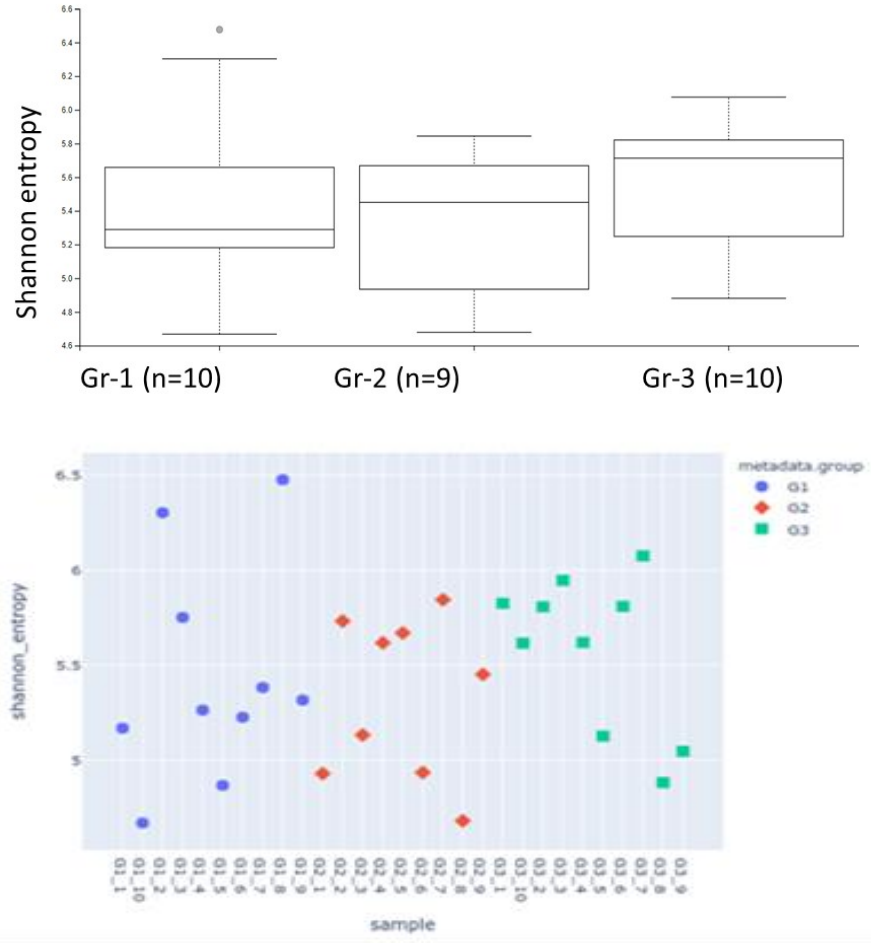 Shannon entropy
6.6
6.4
6.2
6.0
5.8
5.6
5.4
5.2
5.0
4.8
4.6
Gr-1 (n=10)
Gr-2 (n=9)
Gr-3 (n=10)
shannon_entropy
6.5
6
5.5
5
metadata.group
G1
G2
G3
G1_1
G1_10
G1_2
G1_3
G1_4
G1_5
G1_6
G1_7
G1_8
G1_9
G2_1
G2_2
G2_3
G2_4
G2_5
G2_6
G2_7
G2_8
G2_9
G3_1
G3_10
G3_2
G3_3
G3_4
G3_5
G3_6
G3_7
G3_8
G3_9
sample